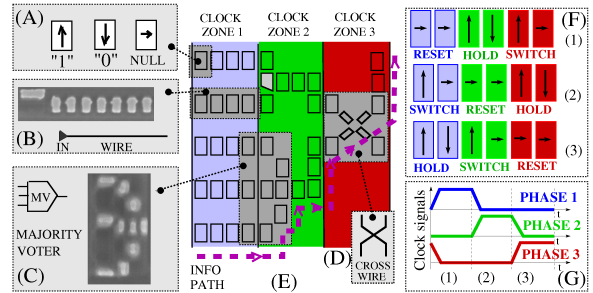 (A)
"1" "0" NULL
(B)
IN WIRE
MV
MAJORITY
VOTER
(C)
CLOCK CLOCK CLOCK
ZONE 1 ZONE 2 ZONE 3
INFO
PATH
(E)
(D)
CROSS
WIRE
(F)
(1)
RESET HOLD SWITCH
(2)
SWITCH RESET HOLD
(3)
HOLD SWITCH RESET
Clock signals
PHASE 1
t
PHASE 2
t
PHASE 3
t
(1) (2) (3) (G)